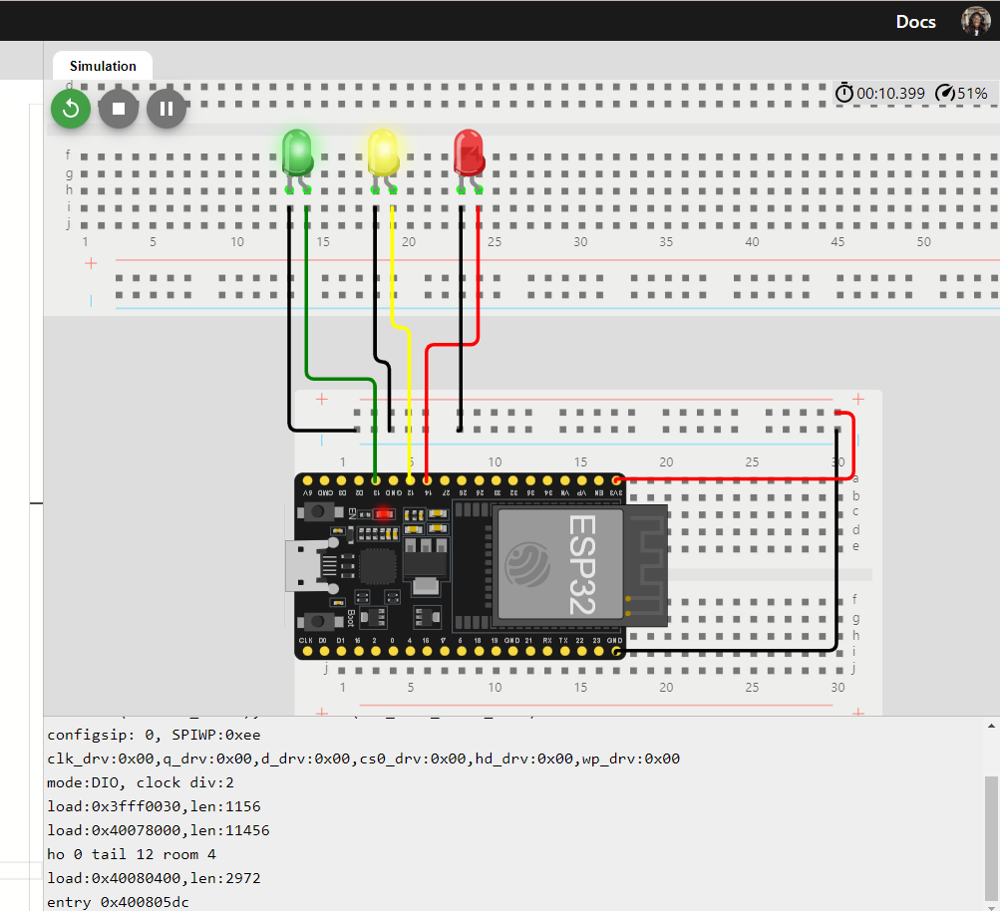 Docs
Simulation
d
00:10.399 51%
f
g
h
i
j
1 5 10 15 20 25 30 35 40 45 50
+
+ +
1 5 10 15 20 25 30
a
b
c
d
e
6V CMD D3 D2 13 GND 12 14 27 26 25 33 32 35 34 VN VP EN 3V3
EN
ESP32
Boot
CLK D0 D1 15 2 0 4 16 17 5 18 19 GND 21 RX TX 22 23 GND
f
g
h
i
j j
1 5 10 15 20 25 30
+ +
configsip: 0, SPIWP:0xee
clk_drv:0x00,q_drv:0x00,d_drv:0x00,cs0_drv:0x00,hd_drv:0x00,wp_drv:0x00
mode:DIO, clock div:2
load:0x3fff0030,len:1156
load:0x40078000,len:11456
ho 0 tail 12 room 4
load:0x40080400,len:2972
entry 0x400805dc